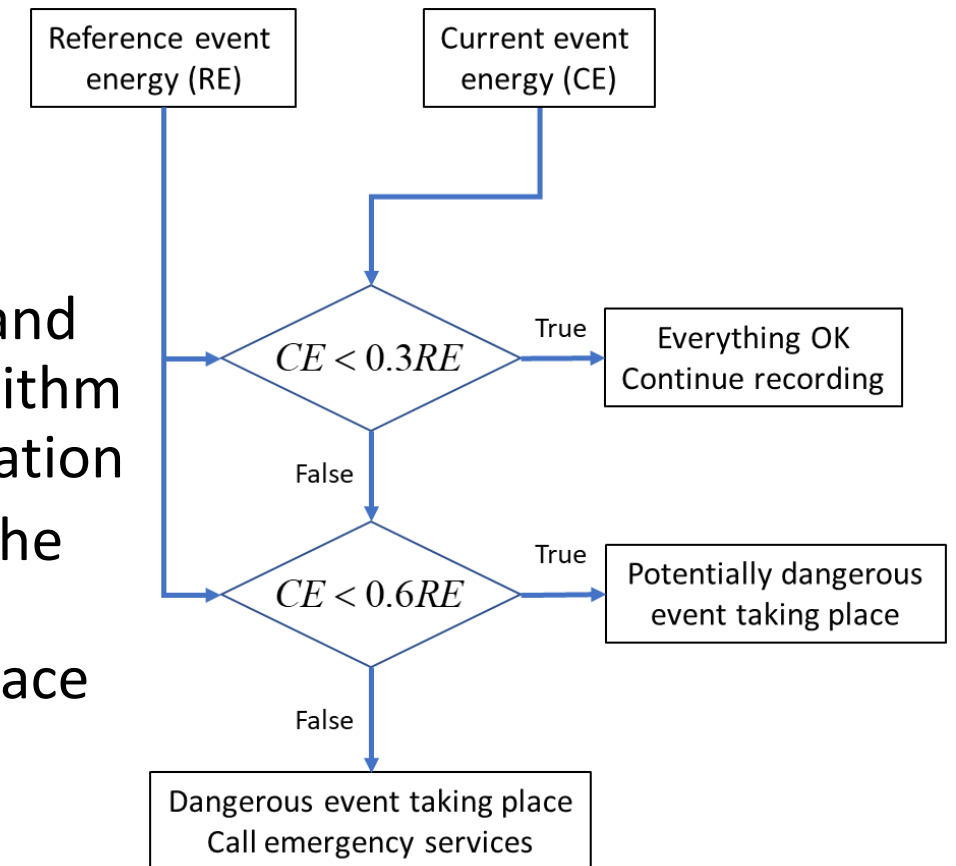 Reference event
energy (RE)
Current event
energy (CE)
and
ithm
ation
he
ace
CE < 0.3RE
True
Everything OK
Continue recording
False
CE < 0.6RE
True
Potentially dangerous
event taking place
False
Dangerous event taking place
Call emergency services